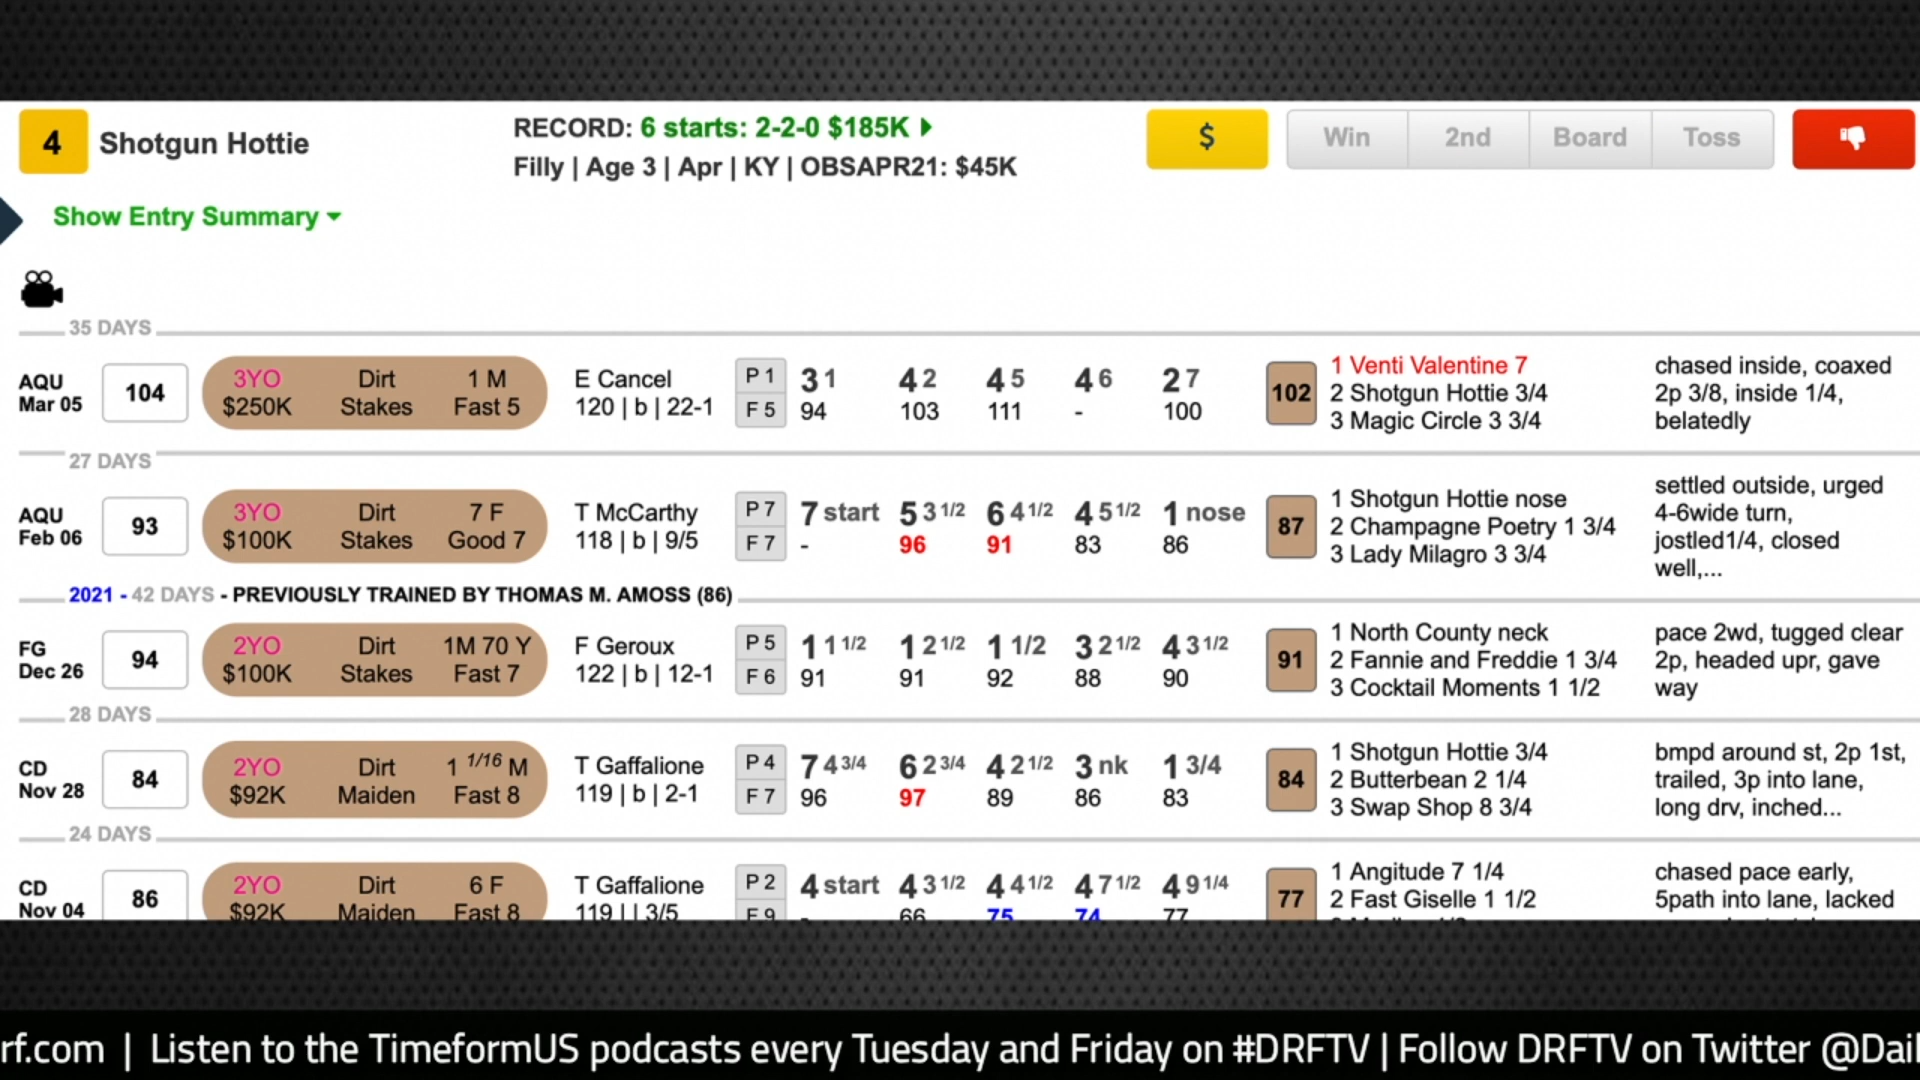 4 Shotgun Hottie
RECORD: 6 starts: 2-2-0 $185K
Filly | Age 3 | Apr | KY | OBSAPR21: $45K
$ Win 2nd Board Toss
Show Entry Summary
35 DAYS
AQU
Mar 05
104
3YO Dirt 1 M
$250K Stakes Fast 5
E Cancel
120 | b | 22-1
P 1 3 1 4 2 4 5 4 6 2 7
F 5 94 103 111 - 100
102
1 Venti Valentine 7
2 Shotgun Hottie 3/4
3 Magic Circle 3 3/4
chased inside, coaxed
2p 3/8, inside 1/4,
belatedly
27 DAYS
AQU
Feb 06
93
3YO Dirt 7 F
$100K Stakes Good 7
T McCarthy
118 | b | 9/5
P 7 7 start 5 3 1/2 6 4 1/2 4 5 1/2 1 nose
F 7 - 96 91 83 86
87
1 Shotgun Hottie nose
2 Champagne Poetry 1 3/4
3 Lady Milagro 3 3/4
settled outside, urged
4-6wide turn,
jostled1/4, closed
well,...
2021 - 42 DAYS - PREVIOUSLY TRAINED BY THOMAS M. AMOSS (86)
FG
Dec 26
94
2YO Dirt 1M 70 Y
$100K Stakes Fast 7
F Geroux
122 | b | 12-1
P 5 1 1 1/2 1 2 1/2 1 1/2 3 2 1/2 4 3 1/2
F 6 91 91 92 88 90
91
1 North County neck
2 Fannie and Freddie 1 3/4
3 Cocktail Moments 1 1/2
pace 2wd, tugged clear
2p, headed upr, gave
way
28 DAYS
CD
Nov 28
84
2YO Dirt 1 1/16 M
$92K Maiden Fast 8
T Gaffalione
119 | b | 2-1
P 4 7 4 3/4 6 2 3/4 4 2 1/2 3 nk 1 3/4
F 7 96 97 89 86 83
84
1 Shotgun Hottie 3/4
2 Butterbean 2 1/4
3 Swap Shop 8 3/4
bmpd around st, 2p 1st,
trailed, 3p into lane,
long drv, inched...
24 DAYS
CD
Nov 04
86
2YO Dirt 6 F
$92K Maiden Fast 8
T Gaffalione
119 | | 3/5
P 2 4 start 4 3 1/2 4 4 1/2 4 7 1/2 4 9 1/4
F 9 - 66 75 74 77
77
1 Angitude 7 1/4
2 Fast Giselle 1 1/2
chased pace early,
5path into lane, lacked
rf.com | Listen to the TimeformUS podcasts every Tuesday and Friday on #DRFTV | Follow DRFTV on Twitter @Dail